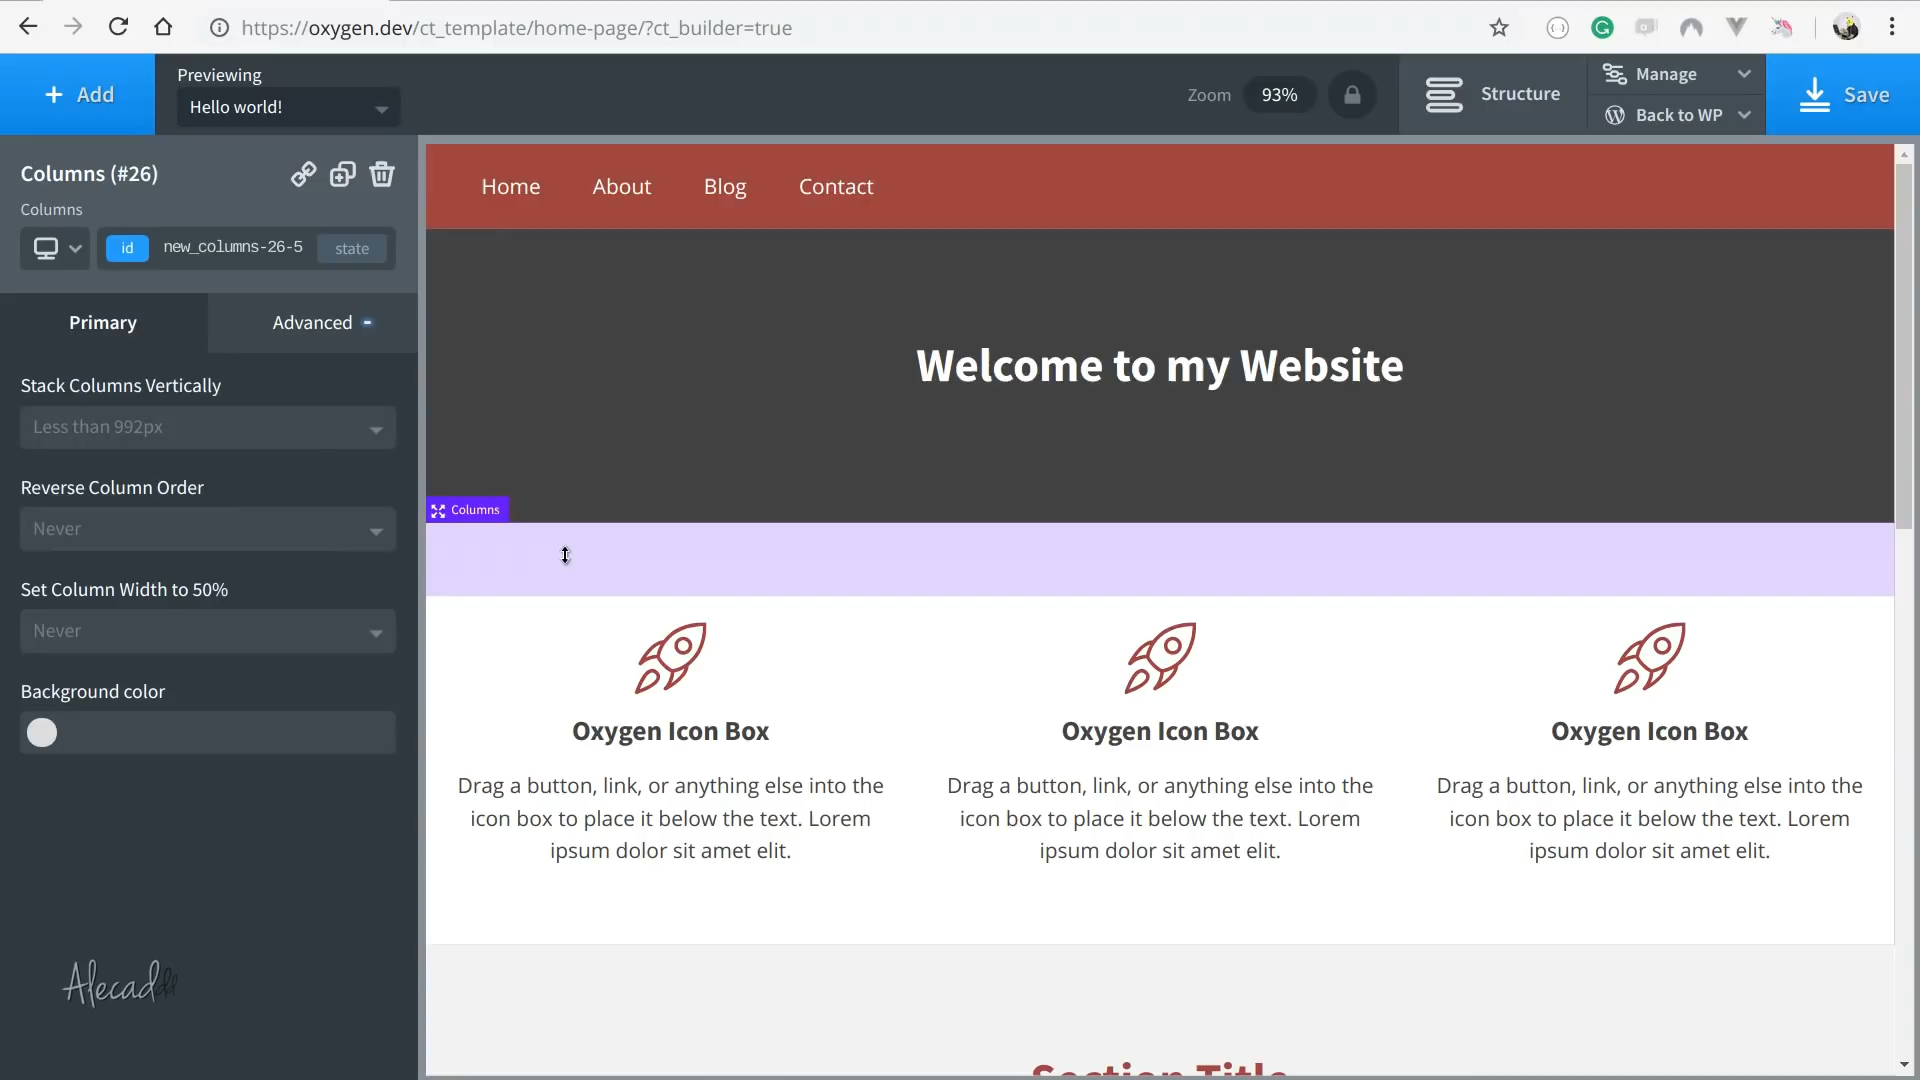 https://oxygen.dev/ct_template/home-page/?ct_builder=true
+ Add
Previewing
Hello world!
Zoom
93%
Structure
Manage
Back to WP
Save
Columns (#26)
Columns
id
new_columns-26-5
state
Primary
Advanced
Stack Columns Vertically
Less than 992px
Reverse Column Order
Never
Set Column Width to 50%
Never
Background color
Alecaddd
Home
About
Blog
Contact
Welcome to my Website
Columns
Oxygen Icon Box
Drag a button, link, or anything else into the
icon box to place it below the text. Lorem
ipsum dolor sit amet elit.
Oxygen Icon Box
Drag a button, link, or anything else into the
icon box to place it below the text. Lorem
ipsum dolor sit amet elit.
Oxygen Icon Box
Drag a button, link, or anything else into the
icon box to place it below the text. Lorem
ipsum dolor sit amet elit.
Section Title